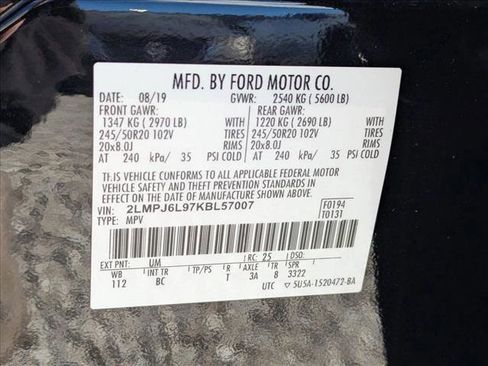 MFD. BY FORD MOTOR CO.
DATE: 08/19 GVWR: 2540 KG ( 5600 LB)
FRONT GAWR: REAR GAWR:
1347 KG ( 2970 LB) 1220 KG ( 2690 LB)
245/50R20 102V TIRES 245/50R20 102V TIRES
20x8.0J RIMS 20x8.0J RIMS
AT 240 kPa/ 35 PSI COLD AT 240 kPa/ 35 PSI COLD
THIS VEHICLE CONFORMS TO ALL APPLICABLE FEDERAL MOTOR
VEHICLE SAFETY AND THEFT PREVENTION STANDARDS IN
EFFECT ON THE DATE OF MANUFACTURE SHOWN ABOVE.
VIN: 2LMPJ6L97KBL57007 F0194
TYPE: MPV T0131
EXT PNT: UM RC: 25 DSO:
WB INT TR TP/PS R AXLE TR SPR
112 BC T 3A 8 3322
UTC 5U5A-1520472-BA